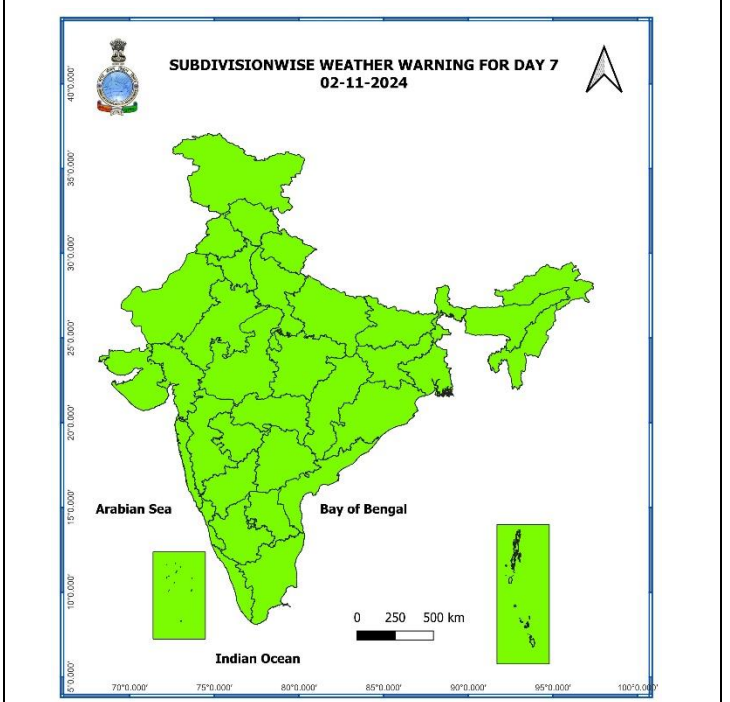 SUBDIVISIONWISE WEATHER WARNING FOR DAY 7
02-11-2024
40°0.000'
35°0.000'
30°0.000'
25°0.000'
20°0.000'
15°0.000'
10°0.000'
5°0.000'
Arabian Sea
Bay of Bengal
0 250 500 km
Indian Ocean
70°0.000' 75°0.000' 80°0.000' 85°0.000' 90°0.000' 95°0.000' 100°0.000'